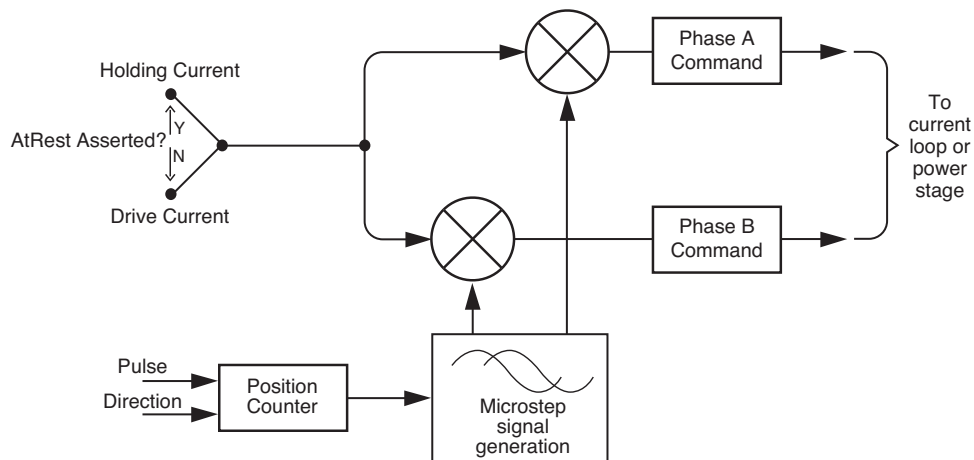 Holding Current
AtRest Asserted?
Y
N
Drive Current
Phase A
Command
Phase B
Command
To
current
loop or
power
stage
Pulse
Direction
Position
Counter
Microstep
signal
generation